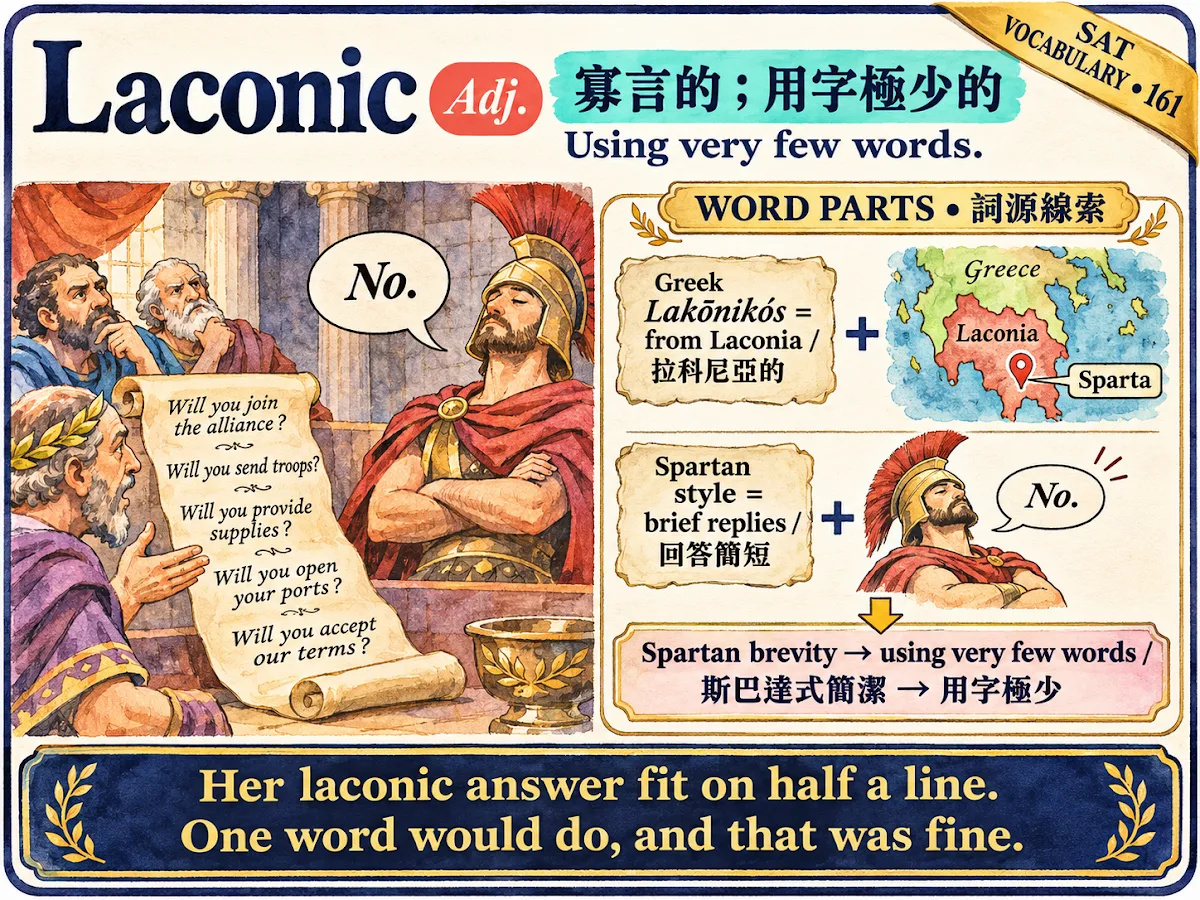 Laconic
Adj.
寡言的；用字極少的
Using very few words.
SAT
VOCABULARY • 161
No.
Will you join
the alliance?
Will you send troops?
Will you provide
supplies?
Will you open
your ports?
Will you accept
our terms?
WORD PARTS • 詞源線索
Greek
Lakōnikós =
from Laconia /
拉科尼亞的
+
Greece
Laconia
Sparta
Spartan
style =
brief replies /
回答簡短
+
No.
Spartan brevity → using very few words /
斯巴達式簡潔 → 用字極少
Her laconic answer fit on half a line.
One word would do, and that was fine.